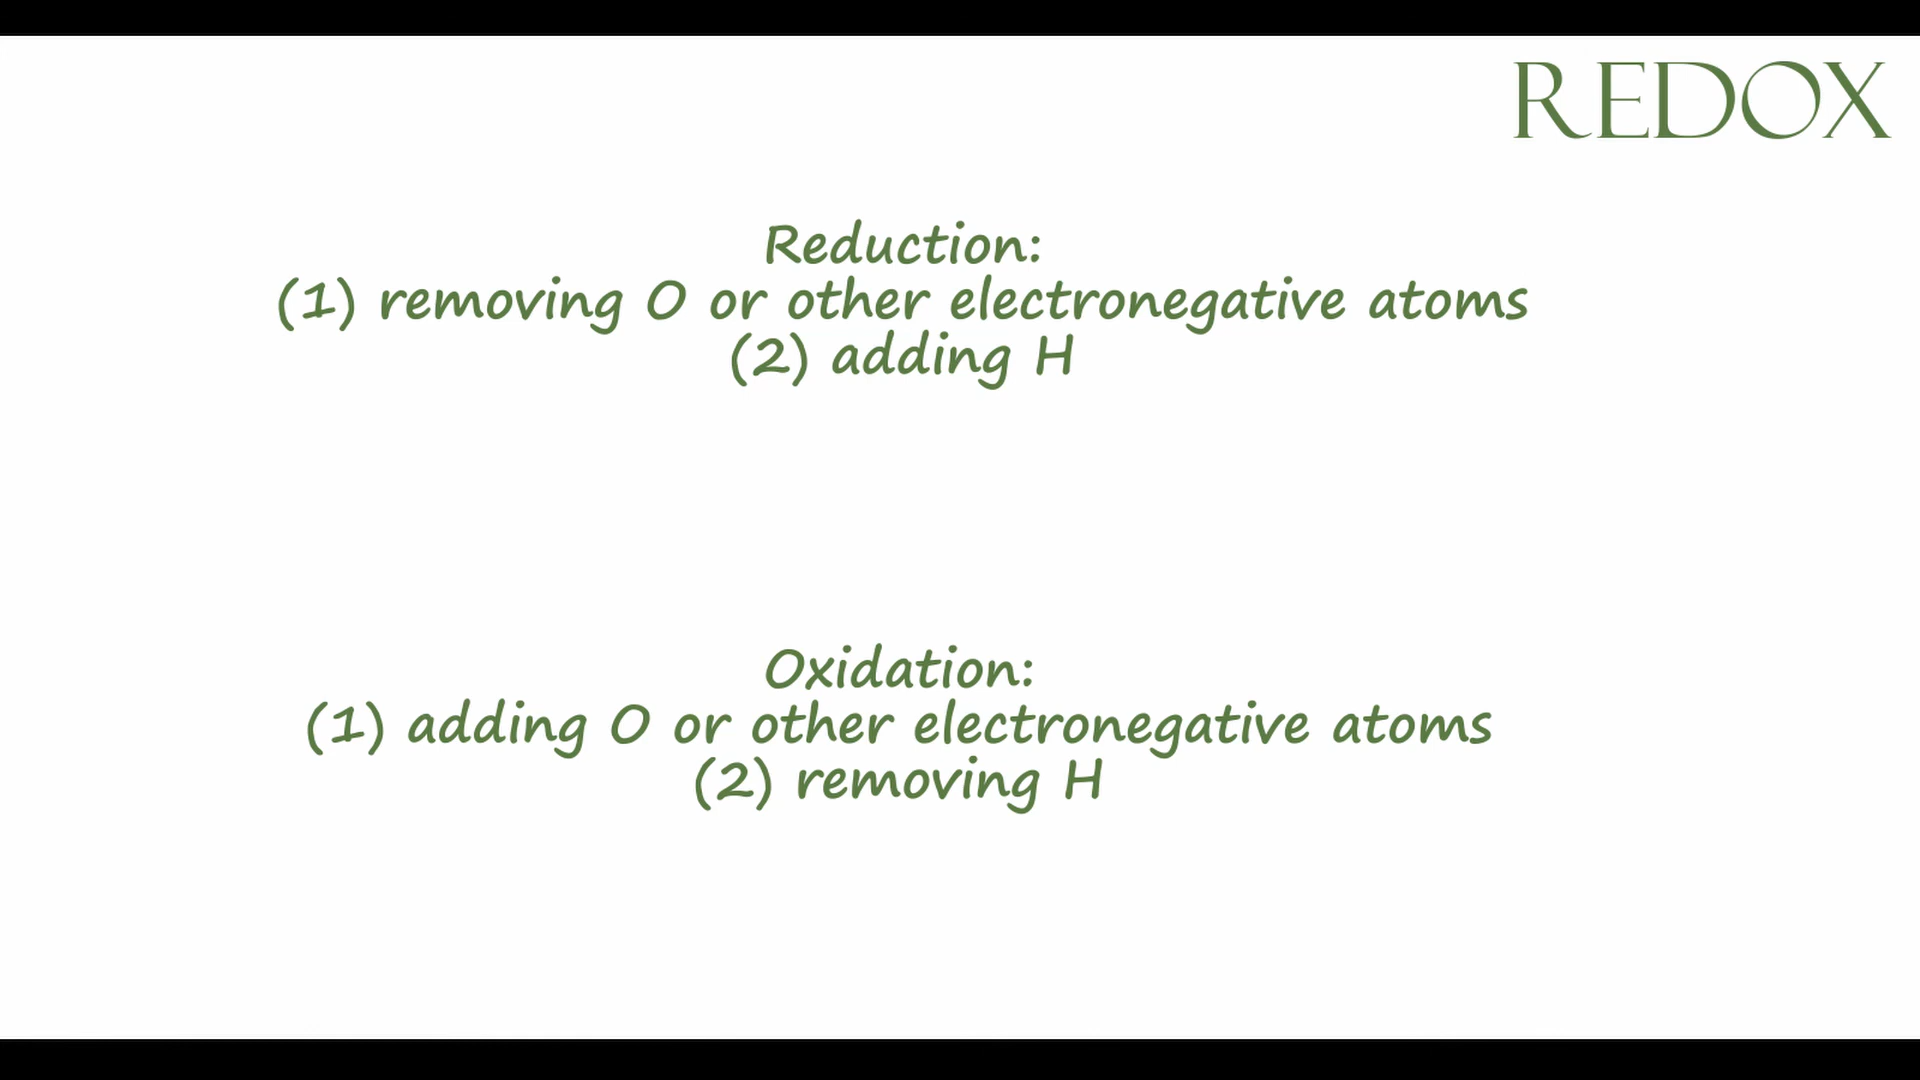 REDOX
Reduction:
(1) removing O or other electronegative atoms
(2) adding H
Oxidation:
(1) adding O or other electronegative atoms
(2) removing H